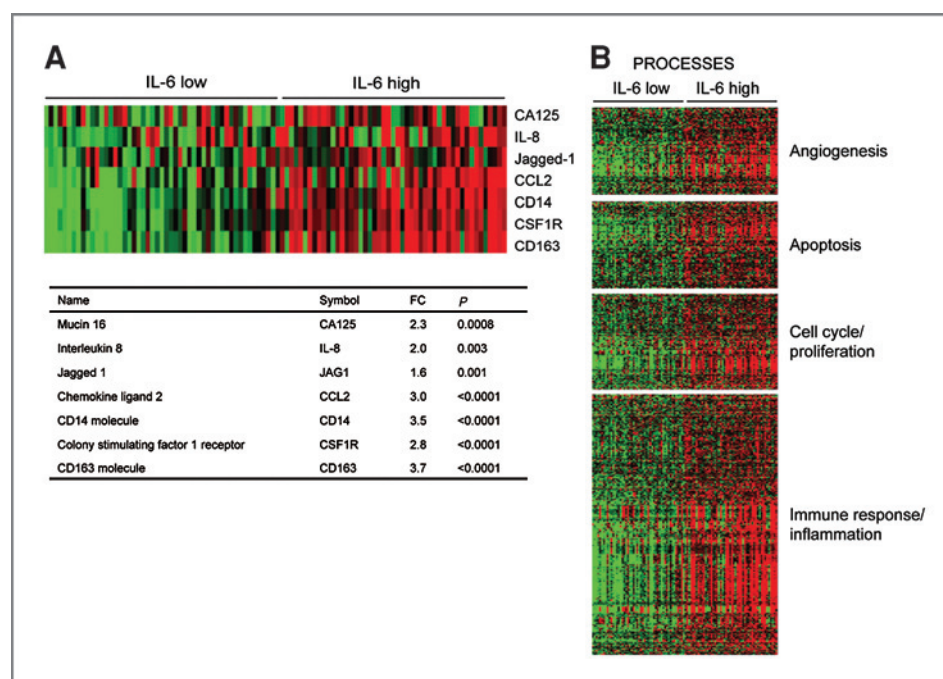 A
IL-6 low IL-6 high
CA125
IL-8
Jagged-1
CCL2
CD14
CSF1R
CD163
Name Symbol FC P
Mucin 16 CA125 2.3 0.0008
Interleukin 8 IL-8 2.0 0.003
Jagged 1 JAG1 1.6 0.001
Chemokine ligand 2 CCL2 3.0 <0.0001
CD14 molecule CD14 3.5 <0.0001
Colony stimulating factor 1 receptor CSF1R 2.8 <0.0001
CD163 molecule CD163 3.7 <0.0001
B
PROCESSES
IL-6 low IL-6 high
Angiogenesis
Apoptosis
Cell cycle/
proliferation
Immune response/
inflammation